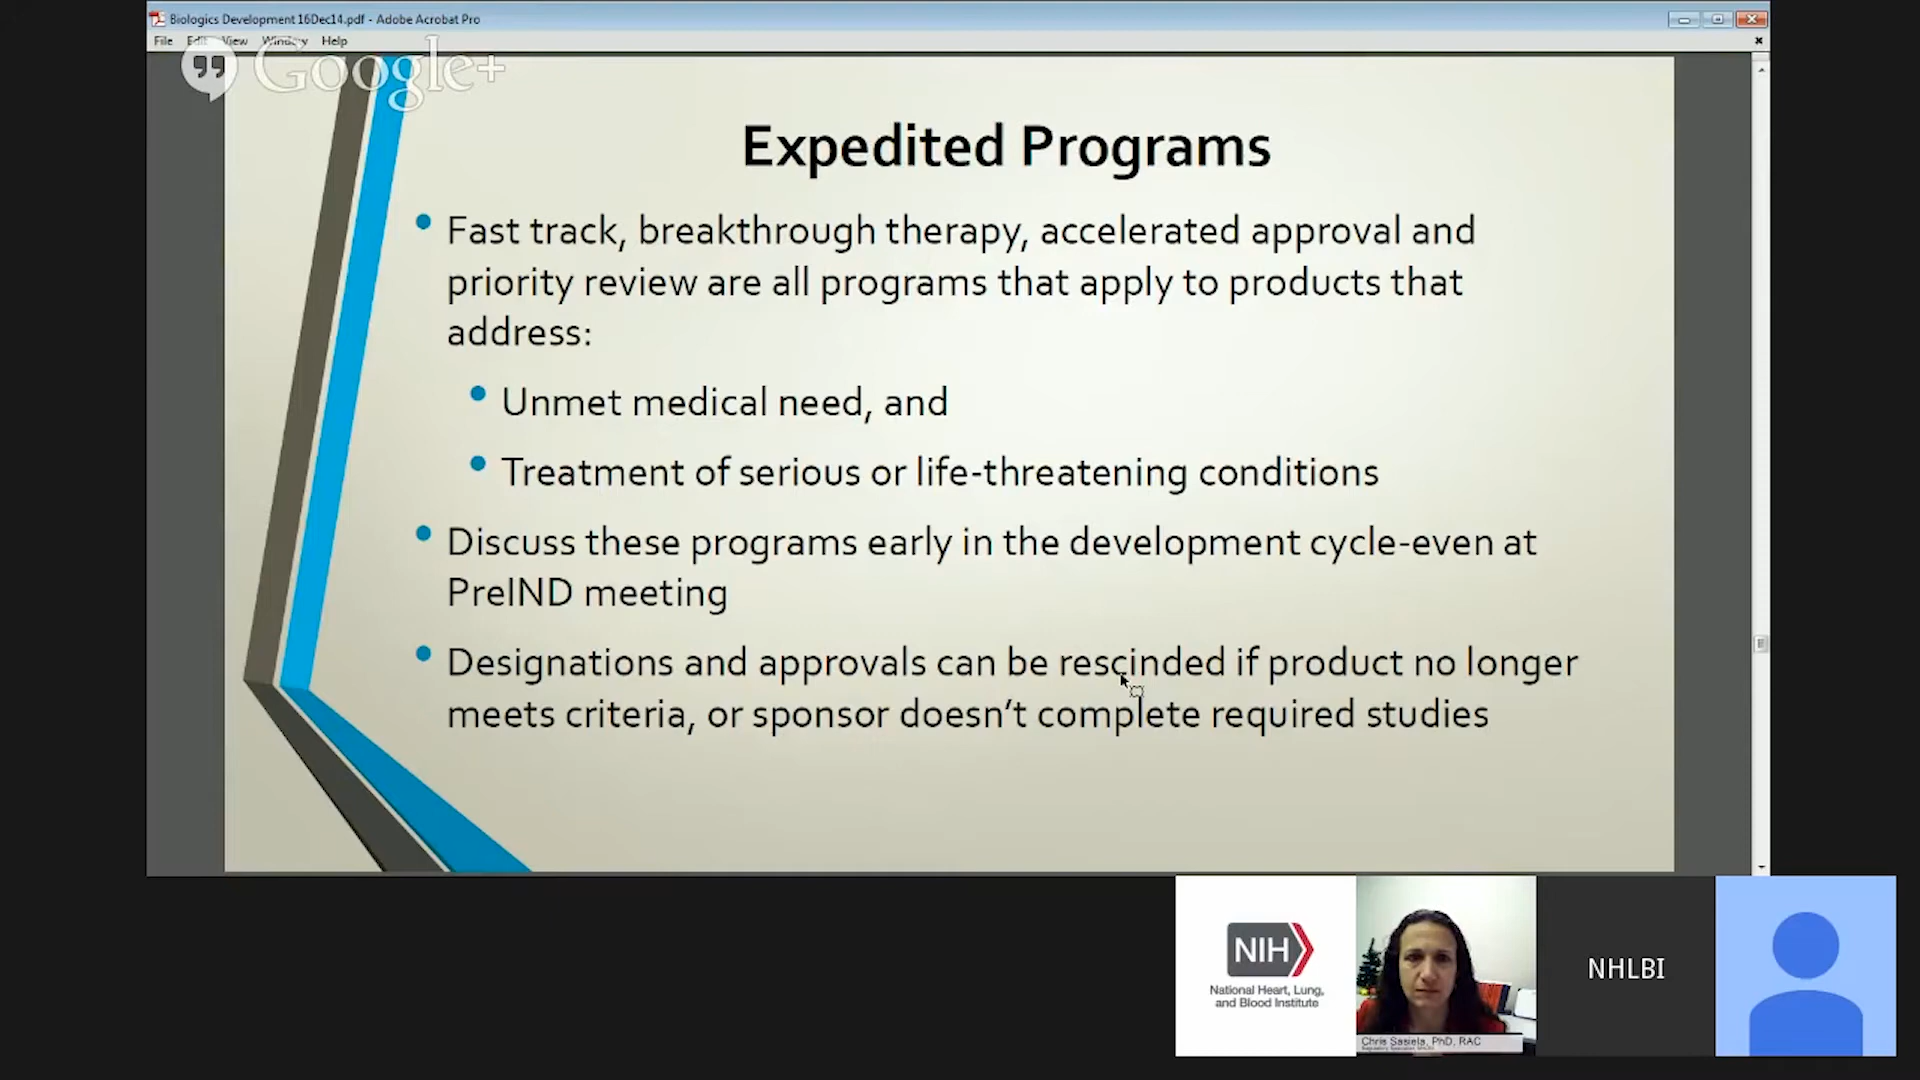 Biologics Development 16Dec14.pdf - Adobe Acrobat Pro
File Edit View Window Help
Google+
Expedited Programs
Fast track, breakthrough therapy, accelerated approval and
priority review are all programs that apply to products that
address:
Unmet medical need, and
Treatment of serious or life-threatening conditions
Discuss these programs early in the development cycle-even at
PreIND meeting
Designations and approvals can be rescinded if product no longer
meets criteria, or sponsor doesn't complete required studies
NIH
National Heart, Lung,
and Blood Institute
Chris Sasiela, PhD, RAC
NHLBI